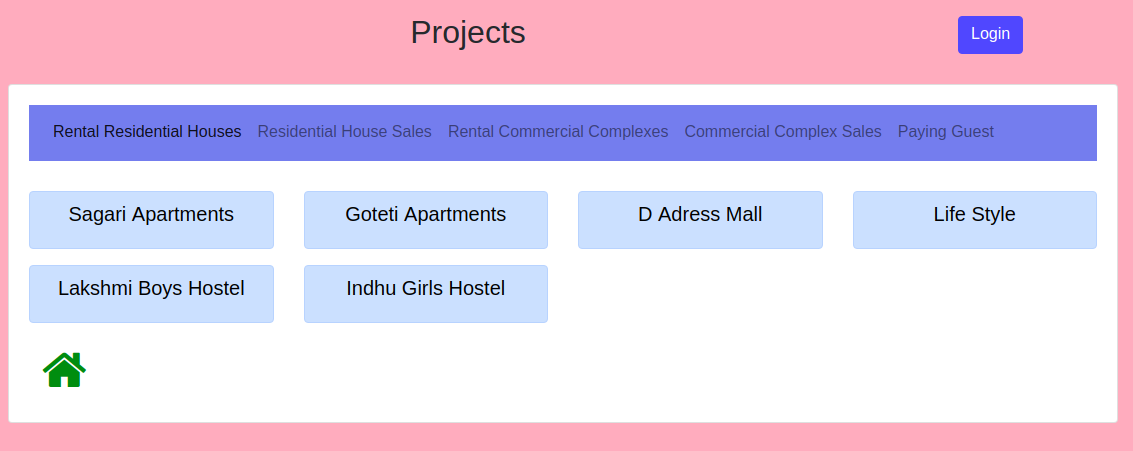 Projects
Login
Rental Residential Houses Residential House Sales Rental Commercial Complexes Commercial Complex Sales Paying Guest
Sagari Apartments Goteti Apartments D Adress Mall Life Style
Lakshmi Boys Hostel Indhu Girls Hostel